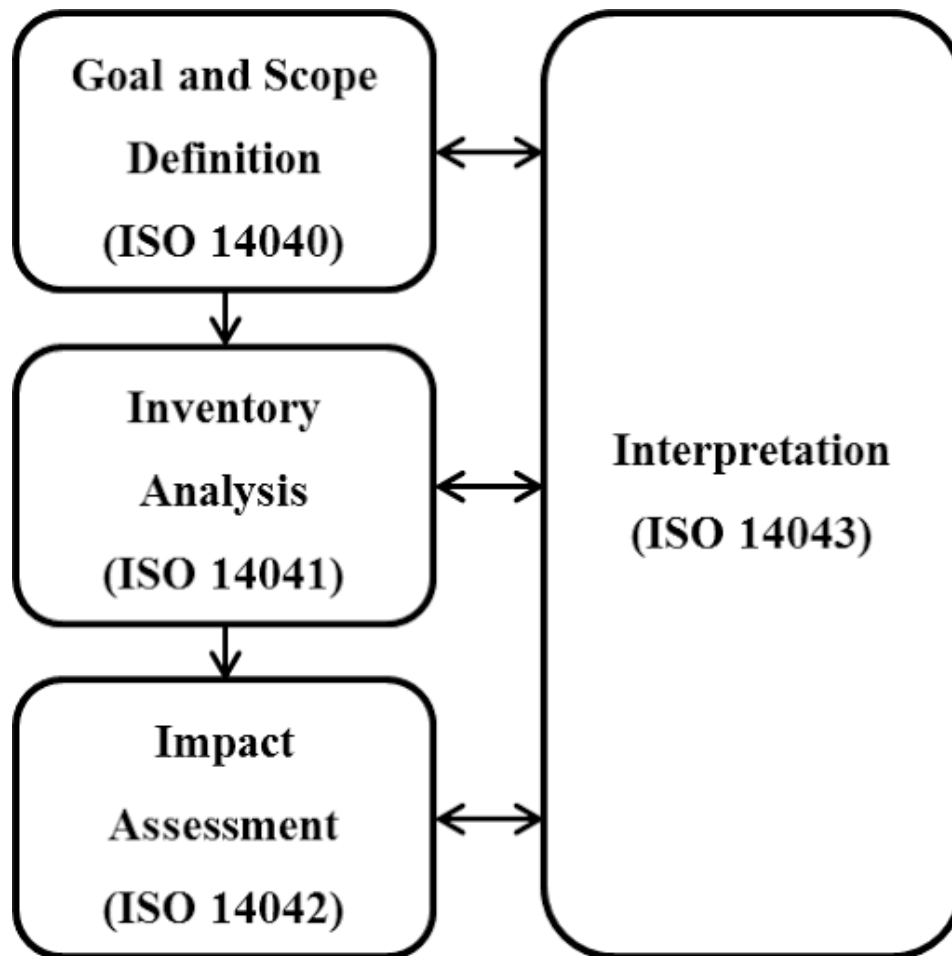 Goal and Scope
Definition
(ISO 14040)
Inventory
Analysis
(ISO 14041)
Impact
Assessment
(ISO 14042)
Interpretation
(ISO 14043)